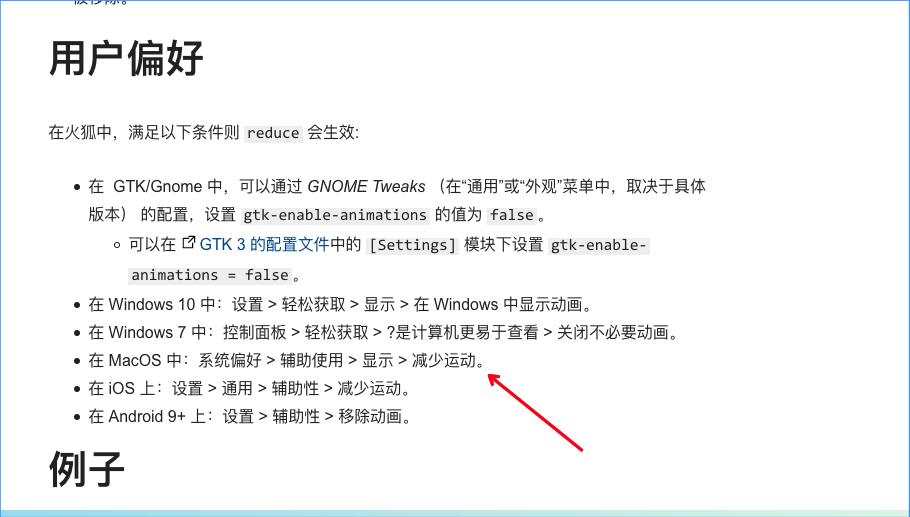 用户偏好
在火狐中，满足以下条件则 reduce 会生效:
在 GTK/Gnome 中，可以通过 GNOME Tweaks （在“通用”或“外观”菜单中，取决于具体
版本） 的配置，设置 gtk-enable-animations 的值为 false。
可以在 GTK 3 的配置文件中的 [Settings] 模块下设置 gtk-enable-
animations = false。
在 Windows 10 中：设置 > 轻松获取 > 显示 > 在 Windows 中显示动画。
在 Windows 7 中：控制面板 > 轻松获取 > ?是计算机更易于查看 > 关闭不必要动画。
在 MacOS 中：系统偏好 > 辅助使用 > 显示 > 减少运动。
在 iOS 上：设置 > 通用 > 辅助性 > 减少运动。
在 Android 9+ 上：设置 > 辅助性 > 移除动画。
例子